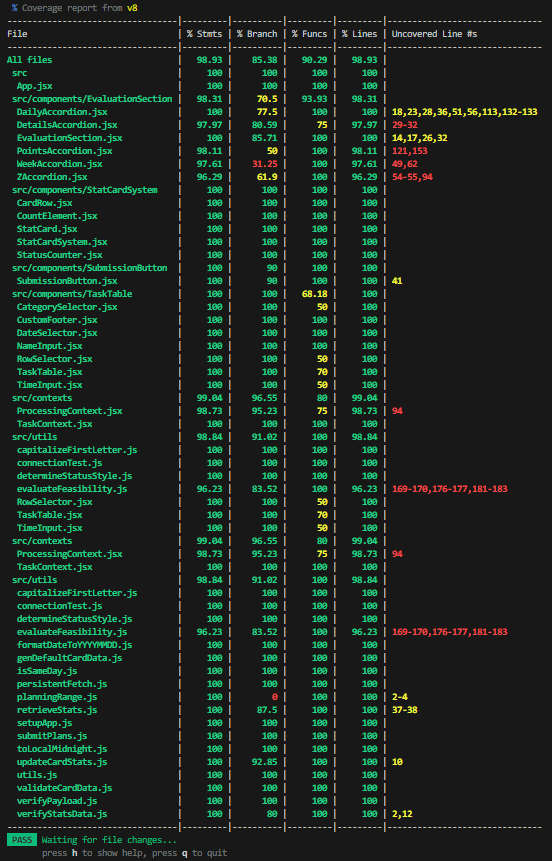 % Coverage report from v8
-------------------------------|---------|----------|---------|---------|----------------------------
File | % Stmts | % Branch | % Funcs | % Lines | Uncovered Line #s
-------------------------------|---------|----------|---------|---------|----------------------------
All files | 98.93 | 85.38 | 90.29 | 98.93 |
src | 100 | 100 | 100 | 100 |
App.jsx | 100 | 100 | 100 | 100 |
src/components/EvaluationSection | 98.31 | 70.5 | 93.93 | 98.31 |
DailyAccordion.jsx | 100 | 77.5 | 100 | 100 | 18,23,28,36,51,56,113,132-133
DetailsAccordion.jsx | 97.97 | 80.59 | 75 | 97.97 | 29-32
EvaluationSection.jsx | 100 | 85.71 | 100 | 100 | 14,17,26,32
PointsAccordion.jsx | 98.11 | 50 | 100 | 98.11 | 121,153
WeekAccordion.jsx | 97.61 | 31.25 | 100 | 97.61 | 49,62
ZAccordion.jsx | 96.29 | 61.9 | 100 | 96.29 | 54-55,94
src/components/StatCardSystem | 100 | 100 | 100 | 100 |
CardRow.jsx | 100 | 100 | 100 | 100 |
CountElement.jsx | 100 | 100 | 100 | 100 |
StatCard.jsx | 100 | 100 | 100 | 100 |
StatCardSystem.jsx | 100 | 100 | 100 | 100 |
StatusCounter.jsx | 100 | 100 | 100 | 100 |
src/components/SubmissionButton | 100 | 90 | 100 | 100 |
SubmissionButton.jsx | 100 | 90 | 100 | 100 | 41
src/components/TaskTable | 100 | 100 | 68.18 | 100 |
CategorySelector.jsx | 100 | 100 | 50 | 100 |
CustomFooter.jsx | 100 | 100 | 100 | 100 |
DateSelector.jsx | 100 | 100 | 100 | 100 |
NameInput.jsx | 100 | 100 | 100 | 100 |
RowSelector.jsx | 100 | 100 | 50 | 100 |
TaskTable.jsx | 100 | 100 | 70 | 100 |
TimeInput.jsx | 100 | 100 | 50 | 100 |
src/contexts | 99.04 | 96.55 | 80 | 99.04 |
ProcessingContext.jsx | 98.73 | 95.23 | 75 | 98.73 | 94
TaskContext.jsx | 100 | 100 | 100 | 100 |
src/utils | 98.84 | 91.02 | 100 | 98.84 |
capitalizeFirstLetter.js | 100 | 100 | 100 | 100 |
connectionTest.js | 100 | 100 | 100 | 100 |
determineStatusStyle.js | 100 | 100 | 100 | 100 |
evaluateFeasibility.js | 96.23 | 83.52 | 100 | 96.23 | 169-170,176-177,181-183
RowSelector.jsx | 100 | 100 | 50 | 100 |
TaskTable.jsx | 100 | 100 | 70 | 100 |
TimeInput.jsx | 100 | 100 | 50 | 100 |
src/contexts | 99.04 | 96.55 | 80 | 99.04 |
ProcessingContext.jsx | 98.73 | 95.23 | 75 | 98.73 | 94
TaskContext.jsx | 100 | 100 | 100 | 100 |
src/utils | 98.84 | 91.02 | 100 | 98.84 |
capitalizeFirstLetter.js | 100 | 100 | 100 | 100 |
connectionTest.js | 100 | 100 | 100 | 100 |
determineStatusStyle.js | 100 | 100 | 100 | 100 |
evaluateFeasibility.js | 96.23 | 83.52 | 100 | 96.23 | 169-170,176-177,181-183
formatDateToYYYYMMDD.js | 100 | 100 | 100 | 100 |
genDefaultCardData.js | 100 | 100 | 100 | 100 |
isSameDay.js | 100 | 100 | 100 | 100 |
persistentFetch.js | 100 | 100 | 100 | 100 |
planningRange.js | 100 | 0 | 100 | 100 | 2-4
retrieveStats.js | 100 | 87.5 | 100 | 100 | 37-38
setupApp.js | 100 | 100 | 100 | 100 |
submitPlans.js | 100 | 100 | 100 | 100 |
toLocalMidnight.js | 100 | 100 | 100 | 100 |
updateCardStats.js | 100 | 92.85 | 100 | 100 | 10
utils.js | 100 | 100 | 100 | 100 |
validateCardData.js | 100 | 100 | 100 | 100 |
verifyPayload.js | 100 | 100 | 100 | 100 |
verifyStatsData.js | 100 | 80 | 100 | 100 | 2,12
-------------------------------|---------|----------|---------|---------|----------------------------
PASS Waiting for file changes...
press h to show help, press q to quit